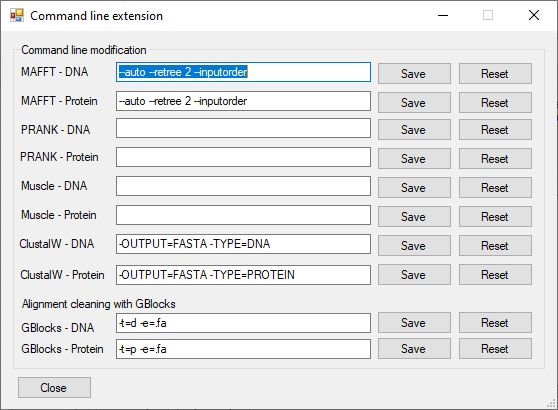 Command line extension
Command line modification
MAFFT - DNA --auto --retree 2 --inputorder Save Reset
MAFFT - Protein --auto --retree 2 --inputorder Save Reset
PRANK - DNA Save Reset
PRANK - Protein Save Reset
Muscle - DNA Save Reset
Muscle - Protein Save Reset
ClustalW - DNA -OUTPUT=FASTA -TYPE=DNA Save Reset
ClustalW - Protein -OUTPUT=FASTA -TYPE=PROTEIN Save Reset
Alignment cleaning with GBlocks
GBlocks - DNA -t=d -e=.fa Save Reset
GBlocks - Protein -t=p -e=.fa Save Reset
Close